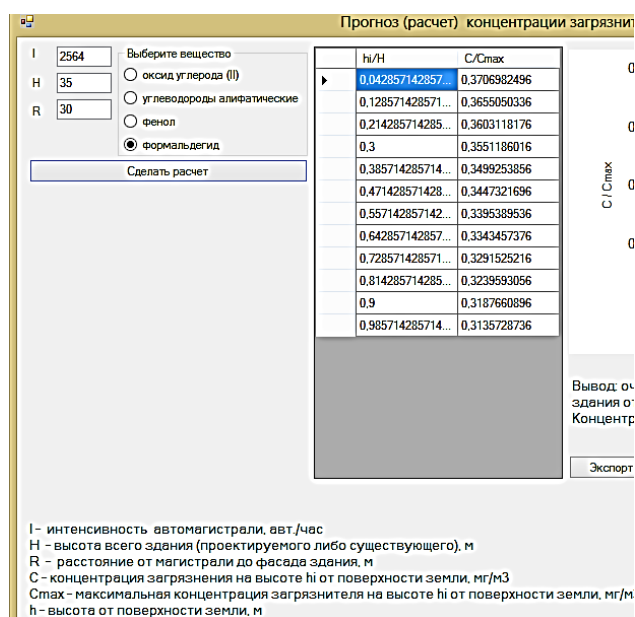 Прогноз (расчет) концентрации загрязнит
I 2564
H 35
R 30
Выберите вещество
оксид углерода (II)
углеводороды алифатические
фенол
формальдегид
Сделать расчет
hi/H C/Cmax
0,042857142857... 0,3706982496
0,128571428571... 0,3655050336
0,214285714285... 0,3603118176
0,3 0,3551186016
0,385714285714... 0,3499253856
0,471428571428... 0,3447321696
0,557142857142... 0,3395389536
0,642857142857... 0,3343457376
0,728571428571... 0,3291525216
0,814285714285... 0,3239593056
0,9 0,3187660896
0,985714285714... 0,3135728736
C / Cmax
0
0
0
0
Вывод: оч
здания от
Концентр
Экспорт
I - интенсивность автомагистрали, авт./час
H - высота всего здания (проектируемого либо существующего), м
R - расстояние от магистрали до фасада здания, м
C - концентрация загрязнения на высоте hi от поверхности земли, мг/м3
Cmax - максимальная концентрация загрязнителя на высоте hi от поверхности земли, мг/м
h - высота от поверхности земли, м